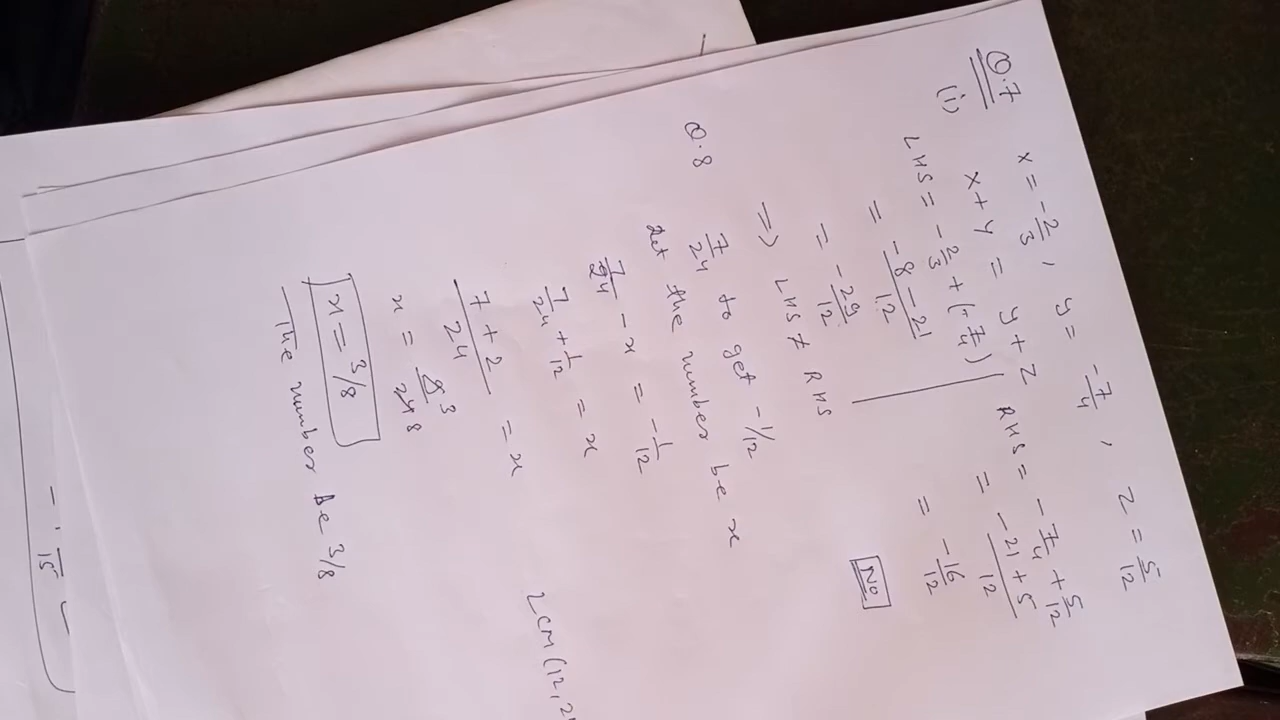 Q.7 x = -2/3, y = -7/4, z = 5/12
(i) x + y = y + z
LHS = -2/3 + (-7/4)
= -8 - 21/12
= -29/12
RHS = -7/4 + 5/12
= -21 + 5/12
= -16/12
⇒ LHS ≠ RHS
No
Q.8 7/24 to get -1/12
Let the number be x
7/24 - x = -1/12
7/24 + 1/12 = x
7 + 2/24 = x
LCM (12, 24
x = 9/24 3/8
x = 3/8
The number be 3/8